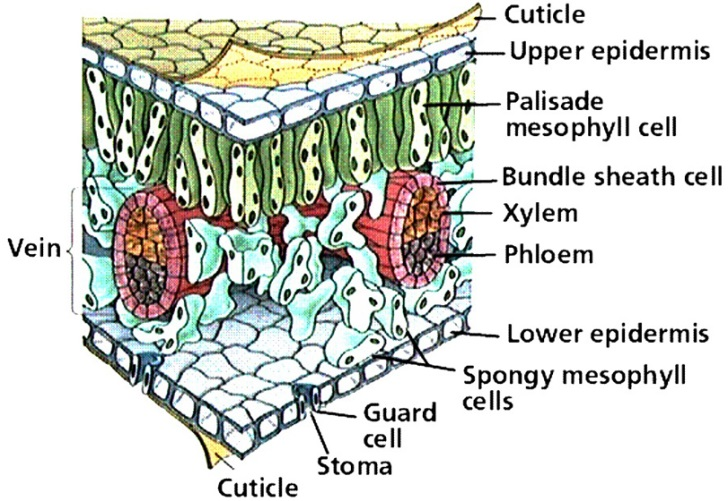 Cuticle
Upper epidermis
Palisade
mesophyll cell
Bundle sheath cell
Xylem
Vein
Phloem
Lower epidermis
Spongy mesophyll
cells
Guard
cell
Stoma
Cuticle